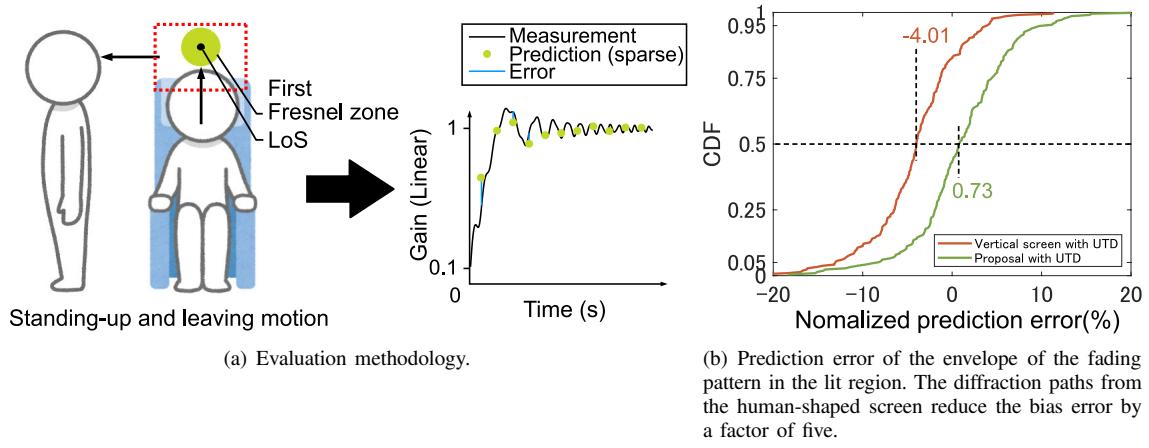 First
Fresnel zone
LoS
Standing-up and leaving motion
Measurement
Prediction (sparse)
Error
Gain (Linear)
1
0.1
0
Time (s)
(a) Evaluation methodology.
CDF
1
0.95
0.75
0.5
0.25
0.05
0
-4.01
0.73
Vertical screen with UTD
Proposal with UTD
-20
-10
0
10
20
Nomalized prediction error(%)
(b) Prediction error of the envelope of the fading
pattern in the lit region. The diffraction paths from
the human-shaped screen reduce the bias error by
a factor of five.